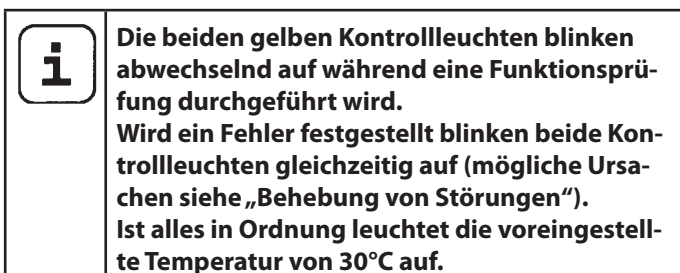 i
Die beiden gelben Kontrollleuchten blinken
abwechselnd auf während eine Funktionsprü-
fung durchgeführt wird.
Wird ein Fehler festgestellt blinken beide Kon-
trollleuchten gleichzeitig auf (mögliche Ursa-
chen siehe „Behebung von Störungen“).
Ist alles in Ordnung leuchtet die voreingestell-
te Temperatur von 30°C auf.